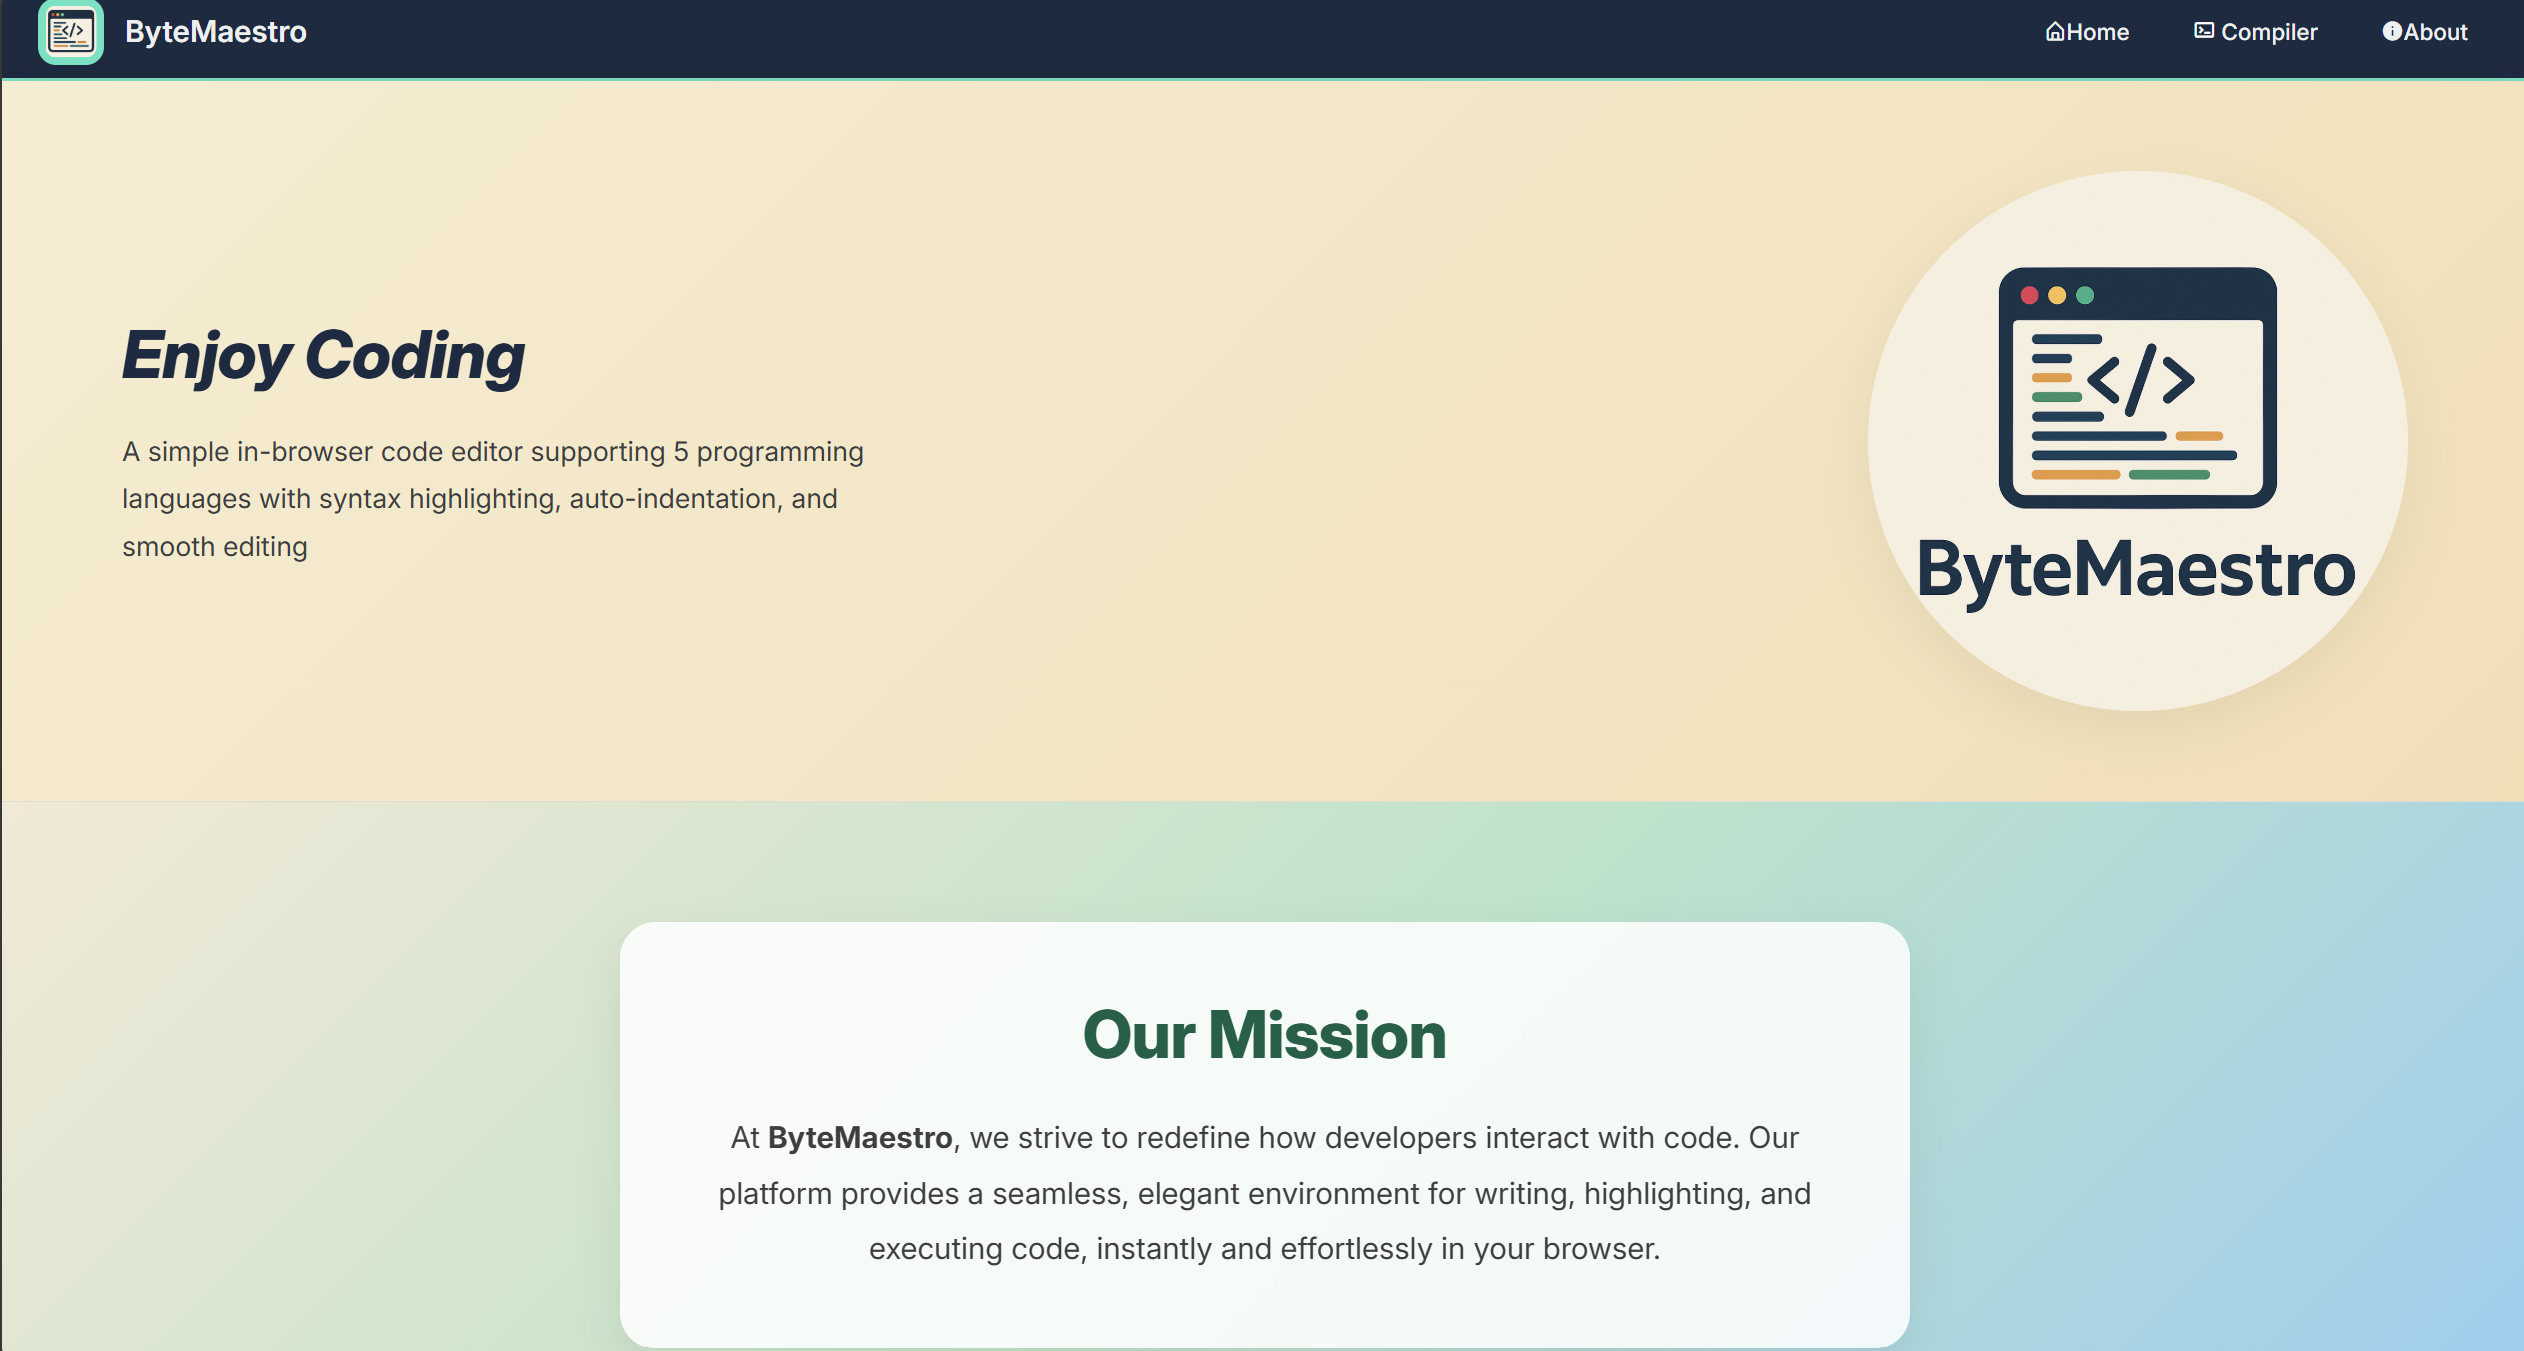 ByteMaestro
Home
Compiler
About
Enjoy Coding
A simple in-browser code editor supporting 5 programming
languages with syntax highlighting, auto-indentation, and
smooth editing
</>
ByteMaestro
Our Mission
At ByteMaestro, we strive to redefine how developers interact with code. Our
platform provides a seamless, elegant environment for writing, highlighting, and
executing code, instantly and effortlessly in your browser.